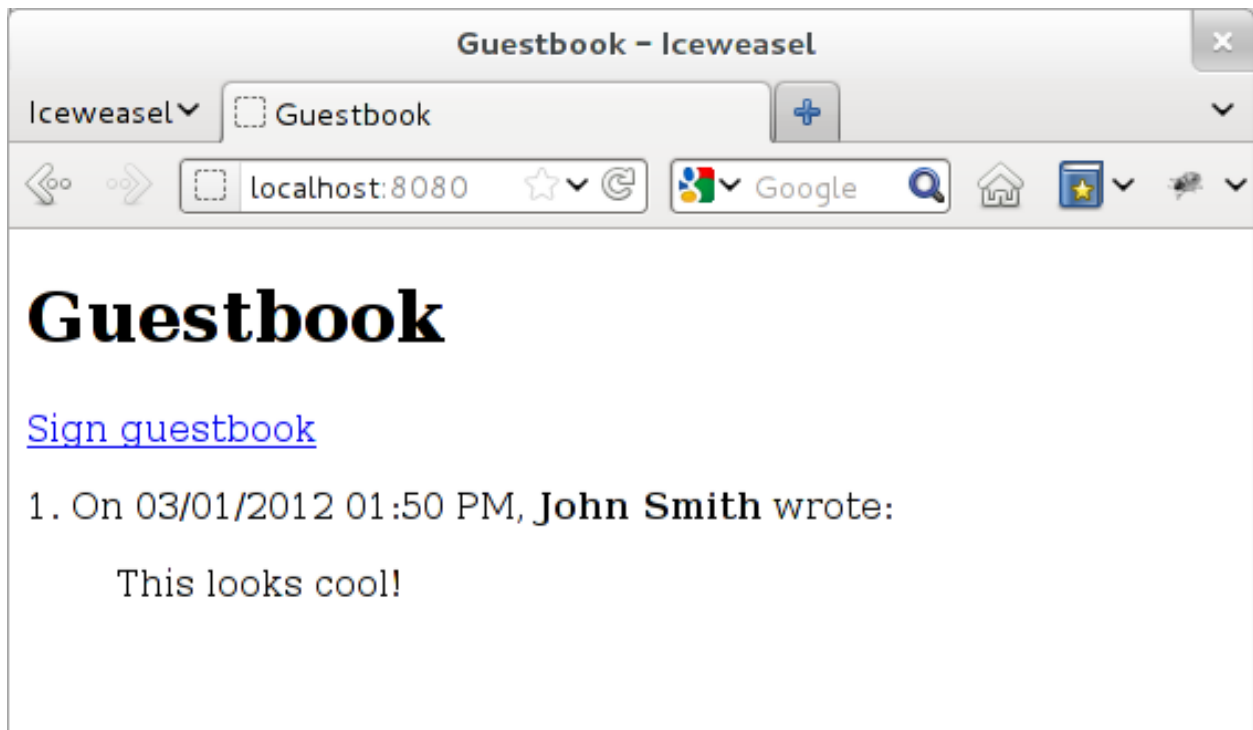 Guestbook – Iceweasel
Iceweasel Guestbook
localhost:8080 Google
Guestbook
Sign guestbook
1. On 03/01/2012 01:50 PM, John Smith wrote:
This looks cool!